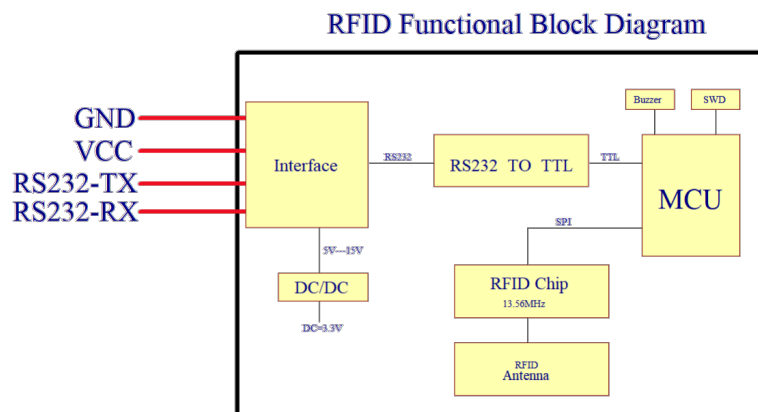 RFID Functional Block Diagram
GND
VCC
RS232-TX
RS232-RX
Interface
RS232
RS232 TO TTL
TTL
Buzzer
SWD
MCU
SPI
5V---15V
DC/DC
DC=3.3V
RFID Chip
13.56MHz
RFID
Antenna